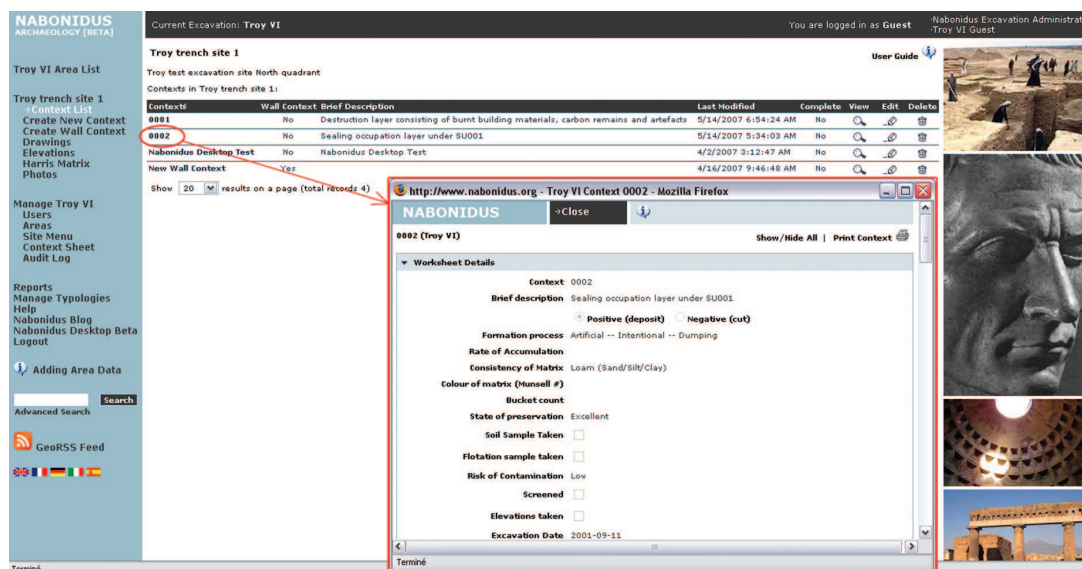 NABONIDUS
ARCHAEOLOGY [BETA]
Current Excavation: Troy VI
You are logged in as Guest
Nabonidus Excavation Administrat
Troy VI Guest
Troy VI Area List
Troy trench site 1
Context List
Create New Context
Create Wall Context
Drawings
Elevations
Harris Matrix
Photos
Manage Troy VI
Users
Areas
Site Menu
Context Sheet
Audit Log
Reports
Manage Typologies
Help
Nabonidus Blog
Nabonidus Desktop Beta
Logout
Adding Area Data
Search
Advanced Search
GeoRSS Feed
Troy trench site 1
User Guide
Troy test excavation site North quadrant
Contexts in Troy trench site 1:
Context Wall Context Brief Description Last Modified Complete View Edit Delete
0001 No Destruction layer consisting of burnt building materials, carbon remains and artefacts 5/14/2007 6:54:24 AM No
0002 No Sealing occupation layer under SU001 5/14/2007 5:34:03 AM No
Nabonidus Desktop Test No Nabonidus Desktop Test 4/2/2007 3:12:47 AM No
New Wall Context Yes 4/16/2007 9:46:48 AM No
Show 20 results on a page (total records 4)
http://www.nabonidus.org - Troy VI Context 0002 - Mozilla Firefox
NABONIDUS
Close
0002 (Troy VI)
Show/Hide All | Print Context
Worksheet Details
Context 0002
Brief description Sealing occupation layer under SU001
Positive (deposit) Negative (cut)
Formation process Artificial -- Intentional -- Dumping
Rate of Accumulation
Consistency of Matrix Loam (Sand/Silt/Clay)
Colour of matrix (Munsell #)
Bucket count
State of preservation Excellent
Soil Sample Taken
Flotation sample taken
Risk of Contamination Low
Screened
Elevations taken
Excavation Date 2001-09-11
Terminé
Terminé